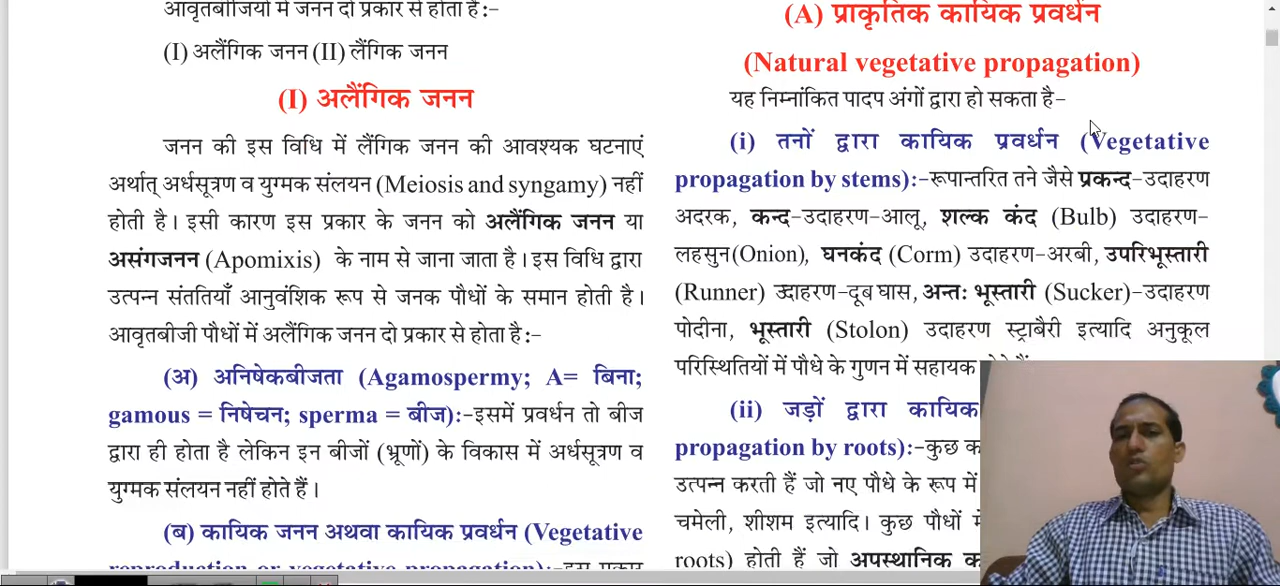 आवृतबीजियों में जनन दो प्रकार से होता है:-
(I) अलैंगिक जनन (II) लैंगिक जनन
(I) अलैंगिक जनन
जनन की इस विधि में लैंगिक जनन की आवश्यक घटनाएं
अर्थात् अर्धसूत्रण व युग्मक संलयन (Meiosis and syngamy) नहीं
होती है। इसी कारण इस प्रकार के जनन को अलैंगिक जनन या
असंगजनन (Apomixis) के नाम से जाना जाता है। इस विधि द्वारा
उत्पन्न संततियाँ आनुवंशिक रूप से जनक पौधों के समान होती है।
आवृतबीजी पौधों में अलैंगिक जनन दो प्रकार से होता है:-
(अ) अनिषेकबीजता (Agamospermy; A= बिना;
gamous = निषेचन; sperma = बीज):-इसमें प्रवर्धन तो बीज
द्वारा ही होता है लेकिन इन बीजों (भ्रूणों) के विकास में अर्धसूत्रण व
युग्मक संलयन नहीं होते हैं।
(ब) कायिक जनन अथवा कायिक प्रवर्धन (Vegetative
reproduction or vegetative propagation):-इस प्रकार
(A) प्राकृतिक कायिक प्रवर्धन
(Natural vegetative propagation)
यह निम्नांकित पादप अंगों द्वारा हो सकता है-
(i) तनों द्वारा कायिक प्रवर्धन (Vegetative
propagation by stems):-रूपान्तरित तने जैसे प्रकन्द-उदाहरण
अदरक, कन्द-उदाहरण-आलू, शल्क कंद (Bulb) उदाहरण-
लहसुन(Onion), घनकंद (Corm) उदाहरण-अरबी, उपरिभूस्तारी
(Runner) उदाहरण-दूब घास, अन्तः भूस्तारी (Sucker)-उदाहरण
पोदीना, भूस्तारी (Stolon) उदाहरण स्ट्राबैरी इत्यादि अनुकूल
परिस्थितियों में पौधे के गुणन में सहायक
(ii) जड़ों द्वारा कायिक
propagation by roots):-कुछ
उत्पन्न करती हैं जो नए पौधे के रूप में
चमेली, शीशम इत्यादि। कुछ पौधों
roots) होती हैं जो अपस्थानिक